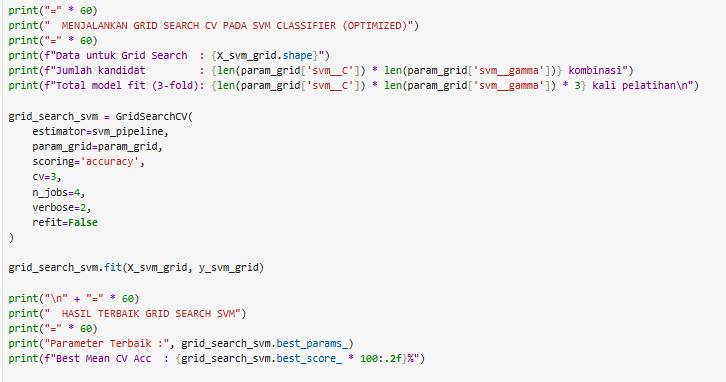 print("=" * 60)
print("  MENJALANKAN GRID SEARCH CV PADA SVM CLASSIFIER (OPTIMIZED)")
print("=" * 60)
print(f"Data untuk Grid Search  : {X_svm_grid.shape}")
print(f"Jumlah kandidat         : {len(param_grid['svm__C']) * len(param_grid['svm__gamma'])} kombinasi")
print(f"Total model fit (3-fold): {len(param_grid['svm__C']) * len(param_grid['svm__gamma']) * 3} kali pelatihan\n")

grid_search_svm = GridSearchCV(
    estimator=svm_pipeline,
    param_grid=param_grid,
    scoring='accuracy',
    cv=3,
    n_jobs=4,
    verbose=2,
    refit=False
)

grid_search_svm.fit(X_svm_grid, y_svm_grid)

print("\n" + "=" * 60)
print("  HASIL TERBAIK GRID SEARCH SVM")
print("=" * 60)
print("Parameter Terbaik :", grid_search_svm.best_params_)
print(f"Best Mean CV Acc  : {grid_search_svm.best_score_ * 100:.2f}%")